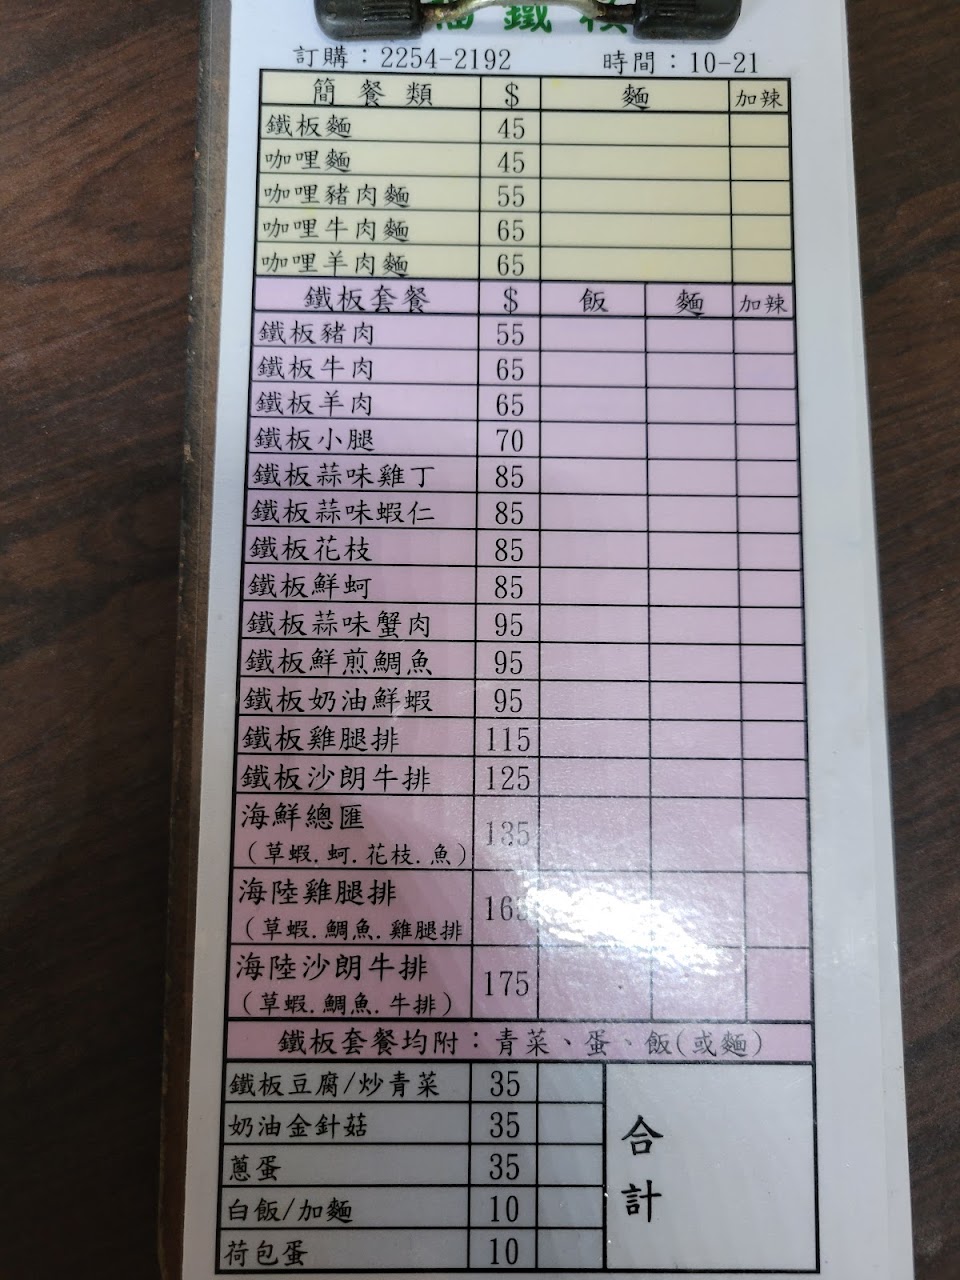 鐵板
訂購：2254-2192 時間：10-21
簡餐類 $ 麵 加辣
鐵板麵 45
咖哩麵 45
咖哩豬肉麵 55
咖哩牛肉麵 65
咖哩羊肉麵 65
鐵板套餐 $ 飯 麵 加辣
鐵板豬肉 55
鐵板牛肉 65
鐵板羊肉 65
鐵板小腿 70
鐵板蒜味雞丁 85
鐵板蒜味蝦仁 85
鐵板花枝 85
鐵板鮮蚵 85
鐵板蒜味蟹肉 95
鐵板鮮煎鯛魚 95
鐵板奶油鮮蝦 95
鐵板雞腿排 115
鐵板沙朗牛排 125
海鮮總匯 135
(草蝦.蚵.花枝.魚)
海陸雞腿排
(草蝦.鯛魚.雞腿排
海陸沙朗牛排 175
(草蝦.鯛魚.牛排)
鐵板套餐均附：青菜、蛋、飯(或麵)
鐵板豆腐/炒青菜 35
奶油金針菇 35
蔥蛋 35
白飯/加麵 10
荷包蛋 10
合計